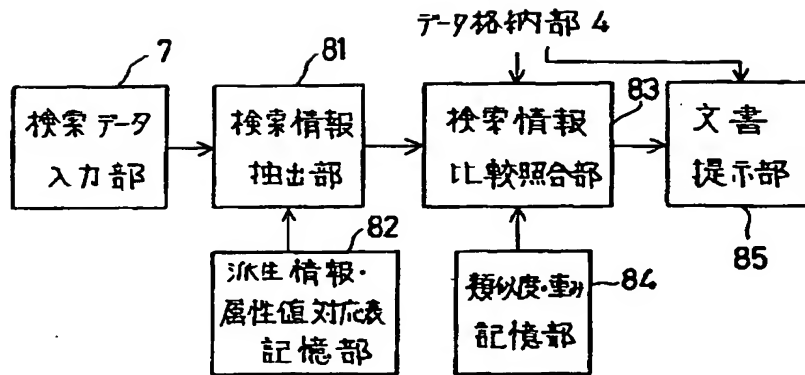 データ格納部 4
7
検索データ
入力部
81
検索情報
抽出部
83
検索情報
比較照合部
文書
提示部
85
82
派生情報・
属性値対応表
記憶部
84
類似度・重み
記憶部